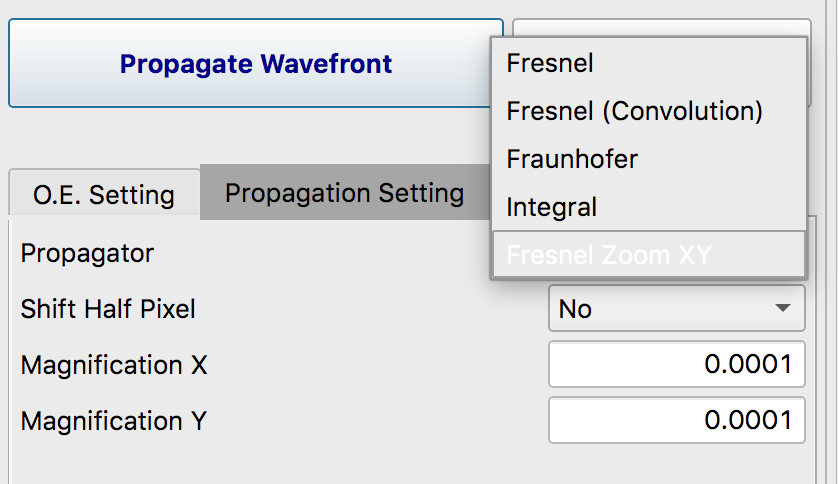 Propagate Wavefront
Fresnel
Fresnel (Convolution)
Fraunhofer
Integral
Fresnel Zoom XY
O.E. Setting
Propagation Setting
Propagator
Shift Half Pixel
No
Magnification X
0.0001
Magnification Y
0.0001